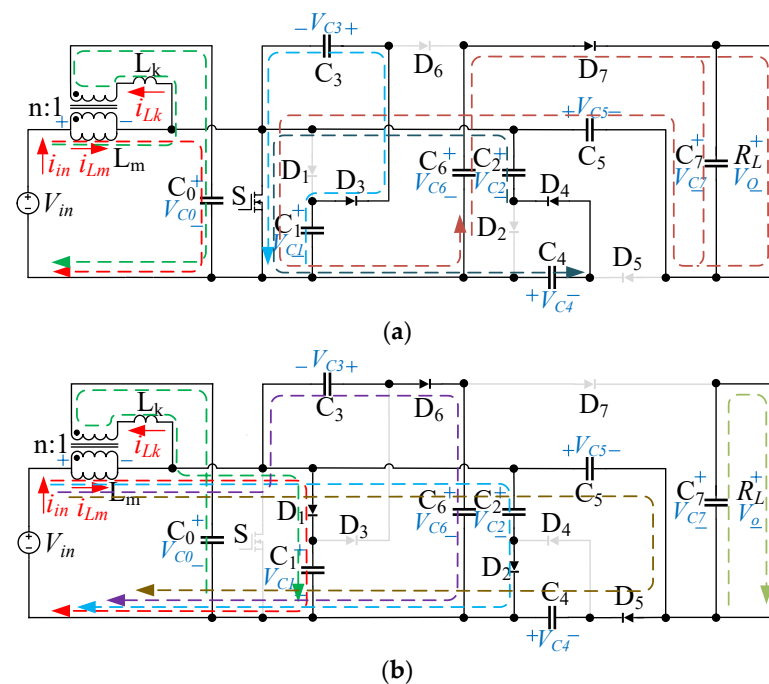 −VC3+
C3
D6
D7
Lk
n:1
iLk
+ −
+VC5−
C5
iin iLm Lm
D1
D3
C6 +
VC6 −
C2 +
VC2 −
D4
C7 +
VC7 −
RL +
VO −
Vin
C0 +
VC0 −
S
C1 +
VC1
D2
C4
D5
+VC4−
(a)
−VC3+
C3
D6
D7
Lk
n:1
iLk
+ −
+VC5−
C5
iin iLm Lm
D1
D3
C6 +
VC6 −
C2 +
VC2 −
D4
C7 +
VC7 −
RL +
Vo −
Vin
C0 +
VC0 −
S
C1 +
VC1
D2
C4
D5
+VC4−
(b)